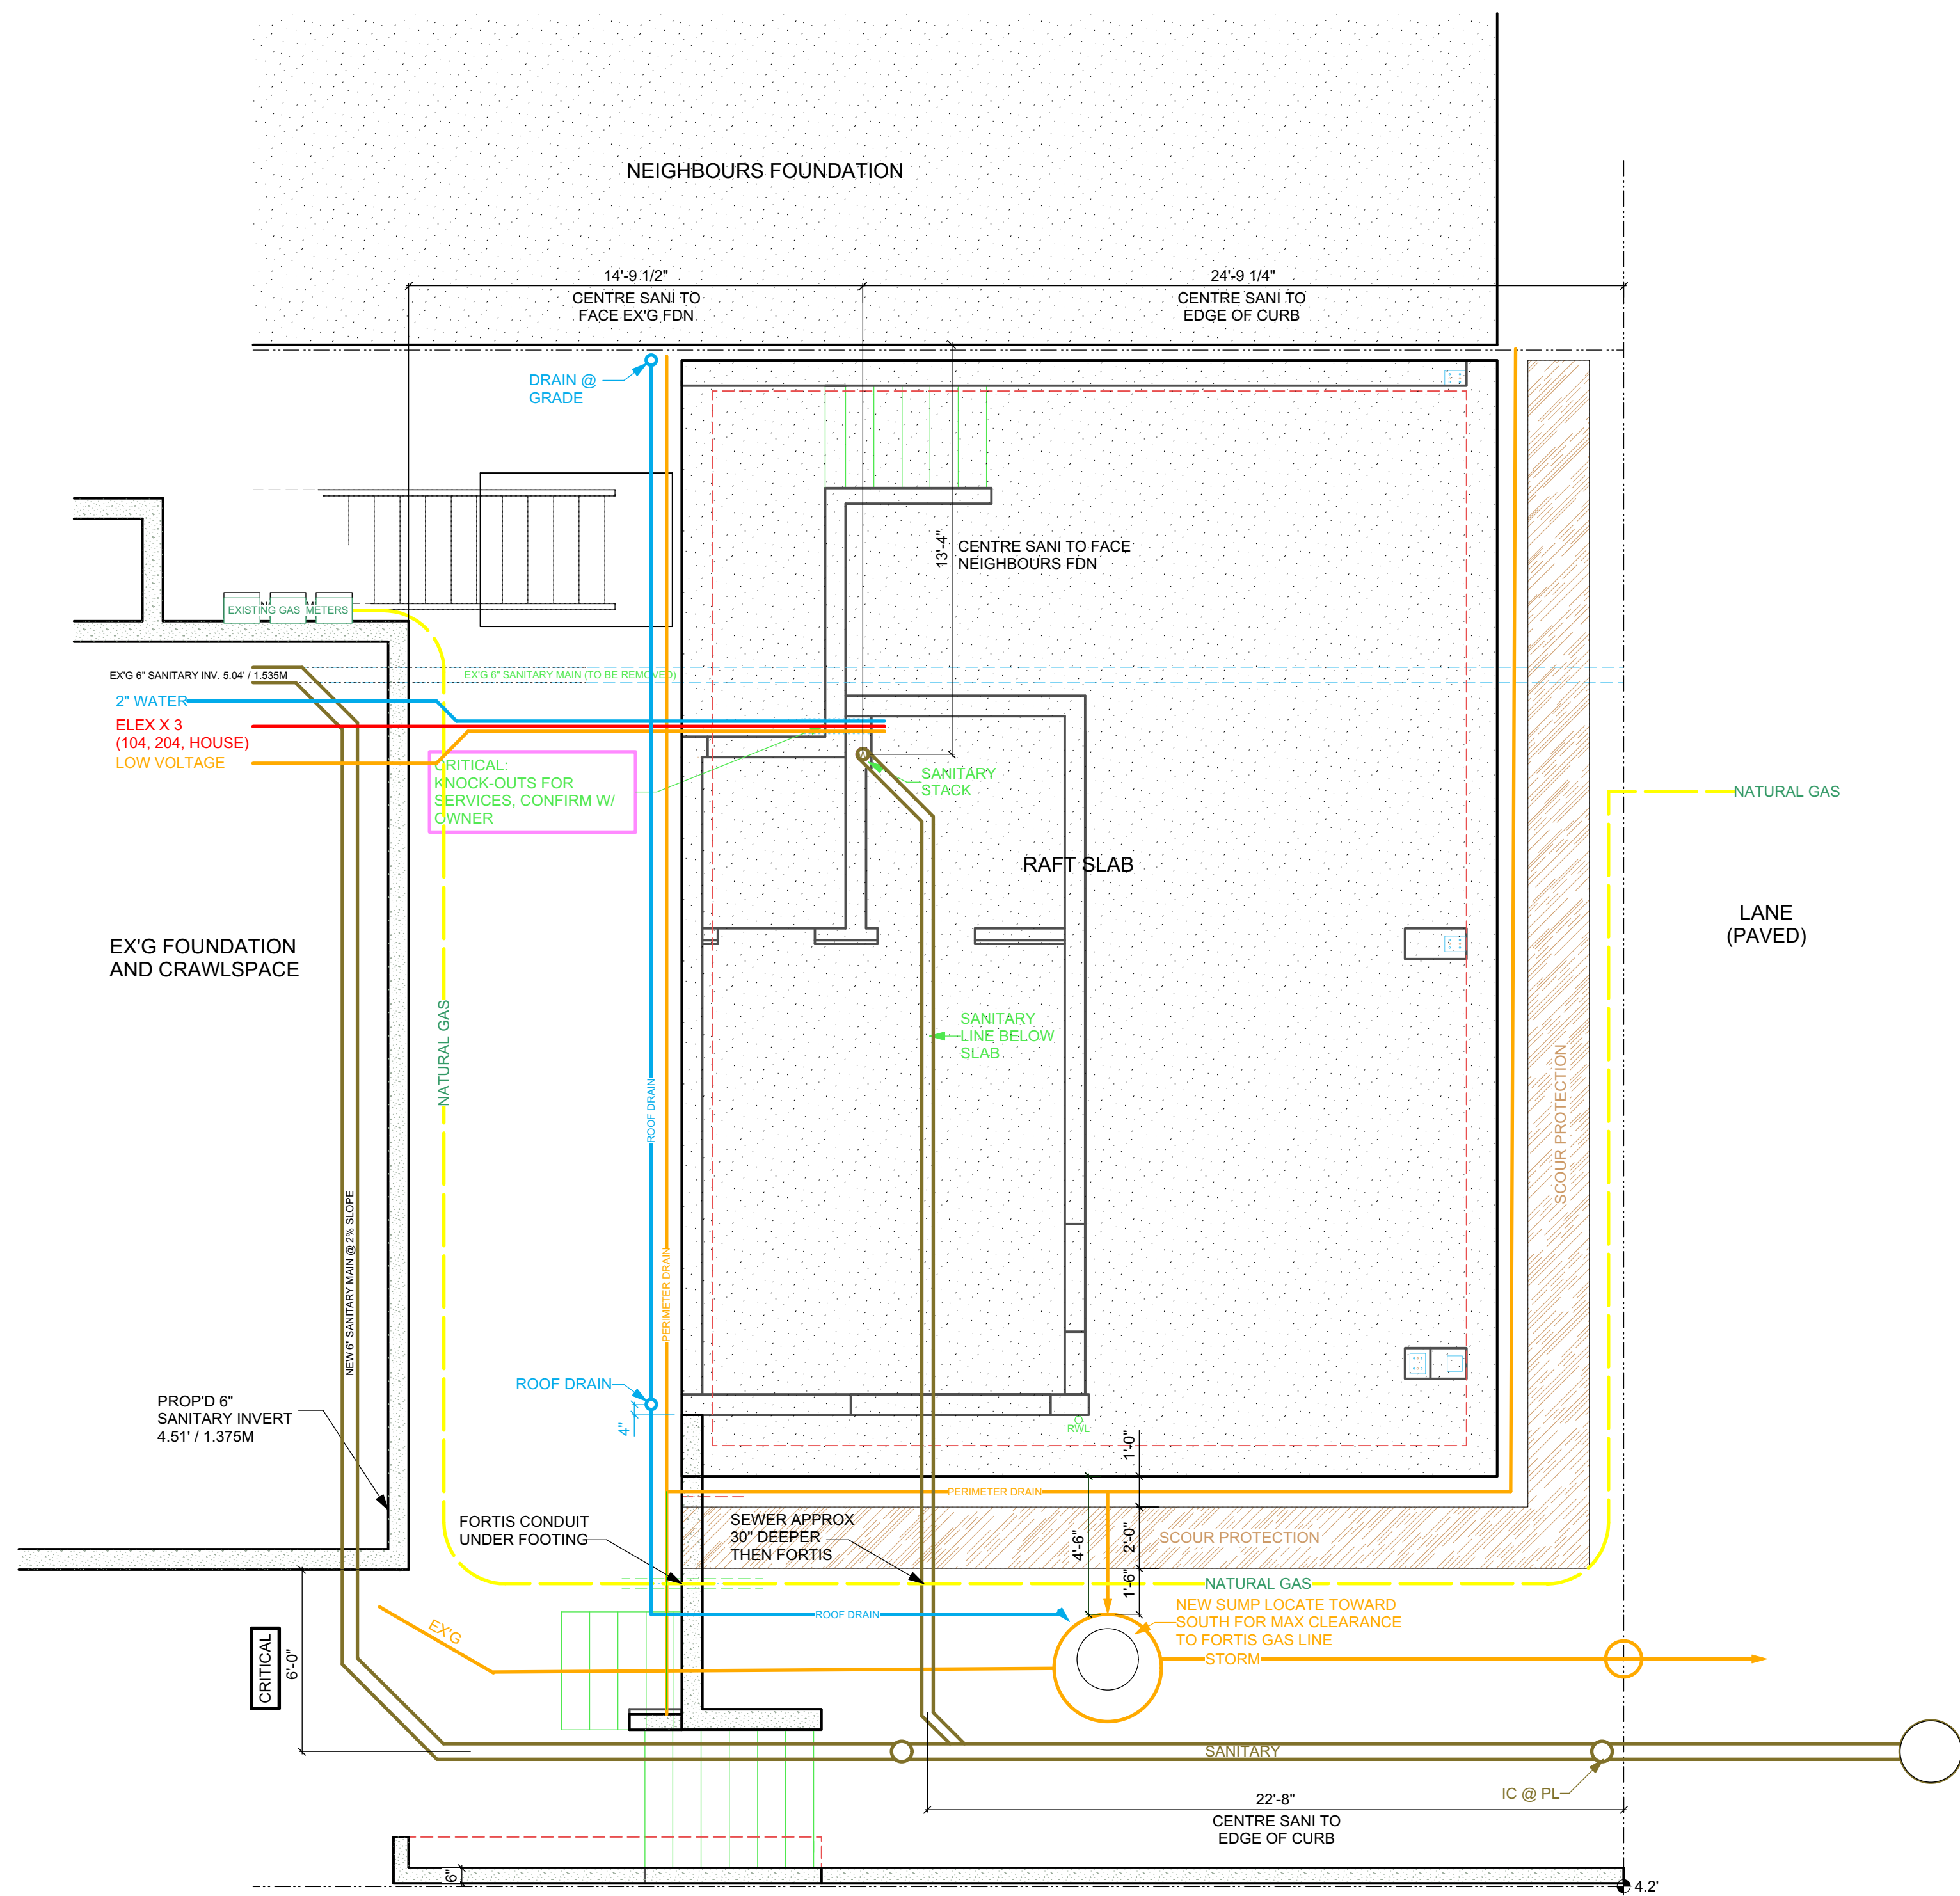 NEIGHBOURS FOUNDATION
14'-9 1/2"
CENTRE SANI TO
FACE EX'G FDN
24'-9 1/4"
CENTRE SANI TO
EDGE OF CURB
DRAIN @
GRADE
13'-4"
CENTRE SANI TO FACE
NEIGHBOURS FDN
EXISTING GAS METERS
EX'G 6" SANITARY INV. 5.04' / 1.535M
EX'G 6" SANITARY MAIN (TO BE REMOVED)
2" WATER
ELEX X 3
(104, 204, HOUSE)
LOW VOLTAGE
CRITICAL:
KNOCK-OUTS FOR
SERVICES, CONFIRM W/
OWNER
SANITARY
STACK
NATURAL GAS
RAFT SLAB
LANE
(PAVED)
EX'G FOUNDATION
AND CRAWLSPACE
NATURAL GAS
SANITARY
LINE BELOW
SLAB
ROOF DRAIN
SCOUR PROTECTION
NEW 6" SANITARY MAIN @ 2% SLOPE
PERIMETER DRAIN
ROOF DRAIN
4"
PROP'D 6"
SANITARY INVERT
4.51' / 1.375M
RWL
1'-0"
PERIMETER DRAIN
FORTIS CONDUIT
UNDER FOOTING
SEWER APPROX
30" DEEPER
THEN FORTIS
4'-6"
2'-0"
SCOUR PROTECTION
1'-6"
NATURAL GAS
ROOF DRAIN
NEW SUMP LOCATE TOWARD
SOUTH FOR MAX CLEARANCE
TO FORTIS GAS LINE
STORM
EX'G
CRITICAL
6'-0"
SANITARY
IC @ PL
22'-8"
CENTRE SANI TO
EDGE OF CURB
6"
4.2'